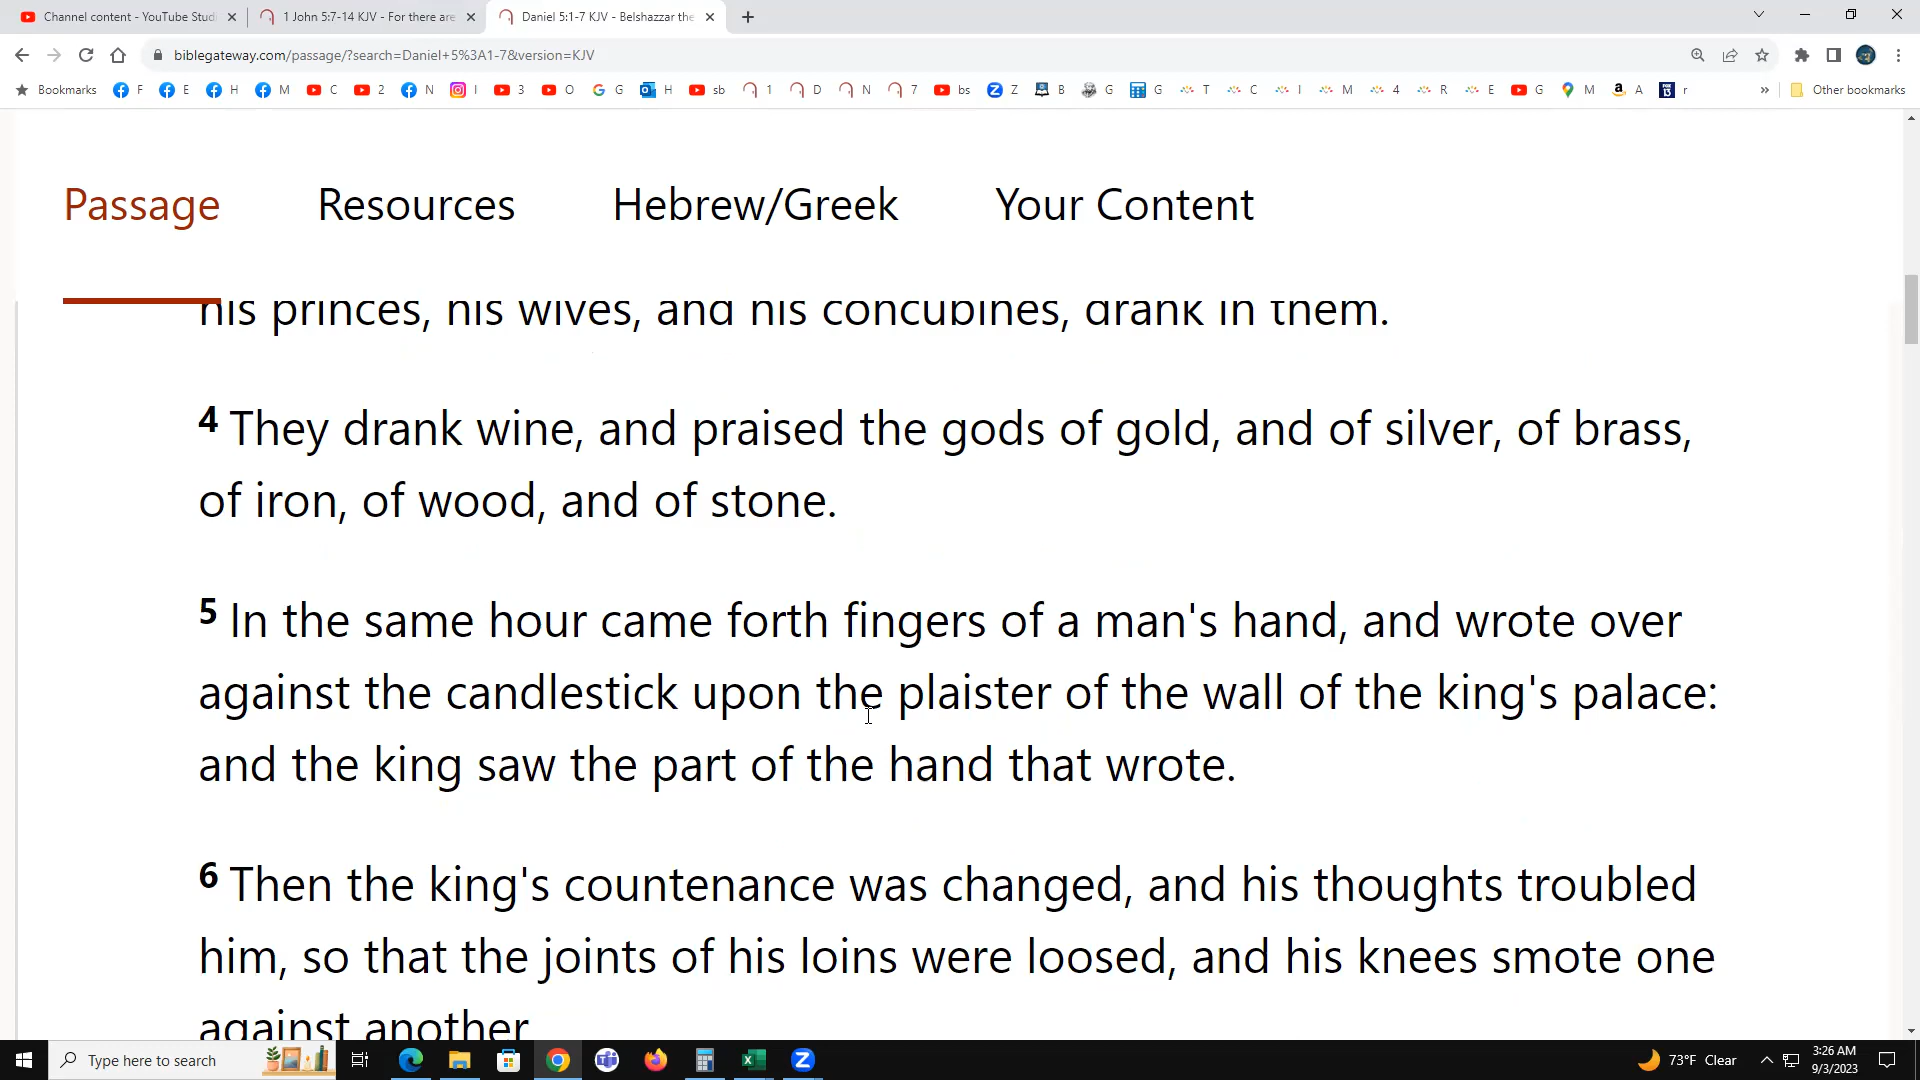 Channel content - YouTube Studi
1 John 5:7-14 KJV - For there are
Daniel 5:1-7 KJV - Belshazzar the
biblegateway.com/passage/?search=Daniel+5%3A1-7&version=KJV
Bookmarks F E H M C 2 N I 3 O G H sb 1 D N 7 bs Z B G G T C I M 4 R E G M A r » Other bookmarks
Passage Resources Hebrew/Greek Your Content
his princes, his wives, and his concubines, drank in them.
4 They drank wine, and praised the gods of gold, and of silver, of brass,
of iron, of wood, and of stone.
5 In the same hour came forth fingers of a man's hand, and wrote over
against the candlestick upon the plaister of the wall of the king's palace:
and the king saw the part of the hand that wrote.
6 Then the king's countenance was changed, and his thoughts troubled
him, so that the joints of his loins were loosed, and his knees smote one
against another
Type here to search
73°F Clear
3:26 AM
9/3/2023